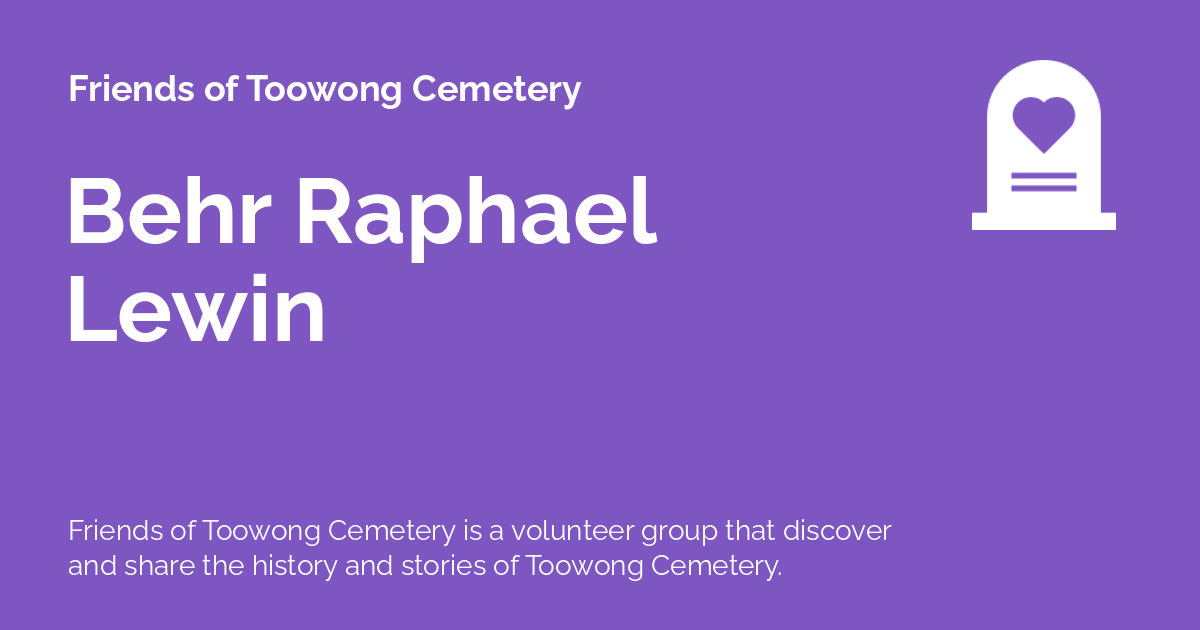 Friends of Toowong Cemetery
Behr Raphael
Lewin
Friends of Toowong Cemetery is a volunteer group that discover
and share the history and stories of Toowong Cemetery.